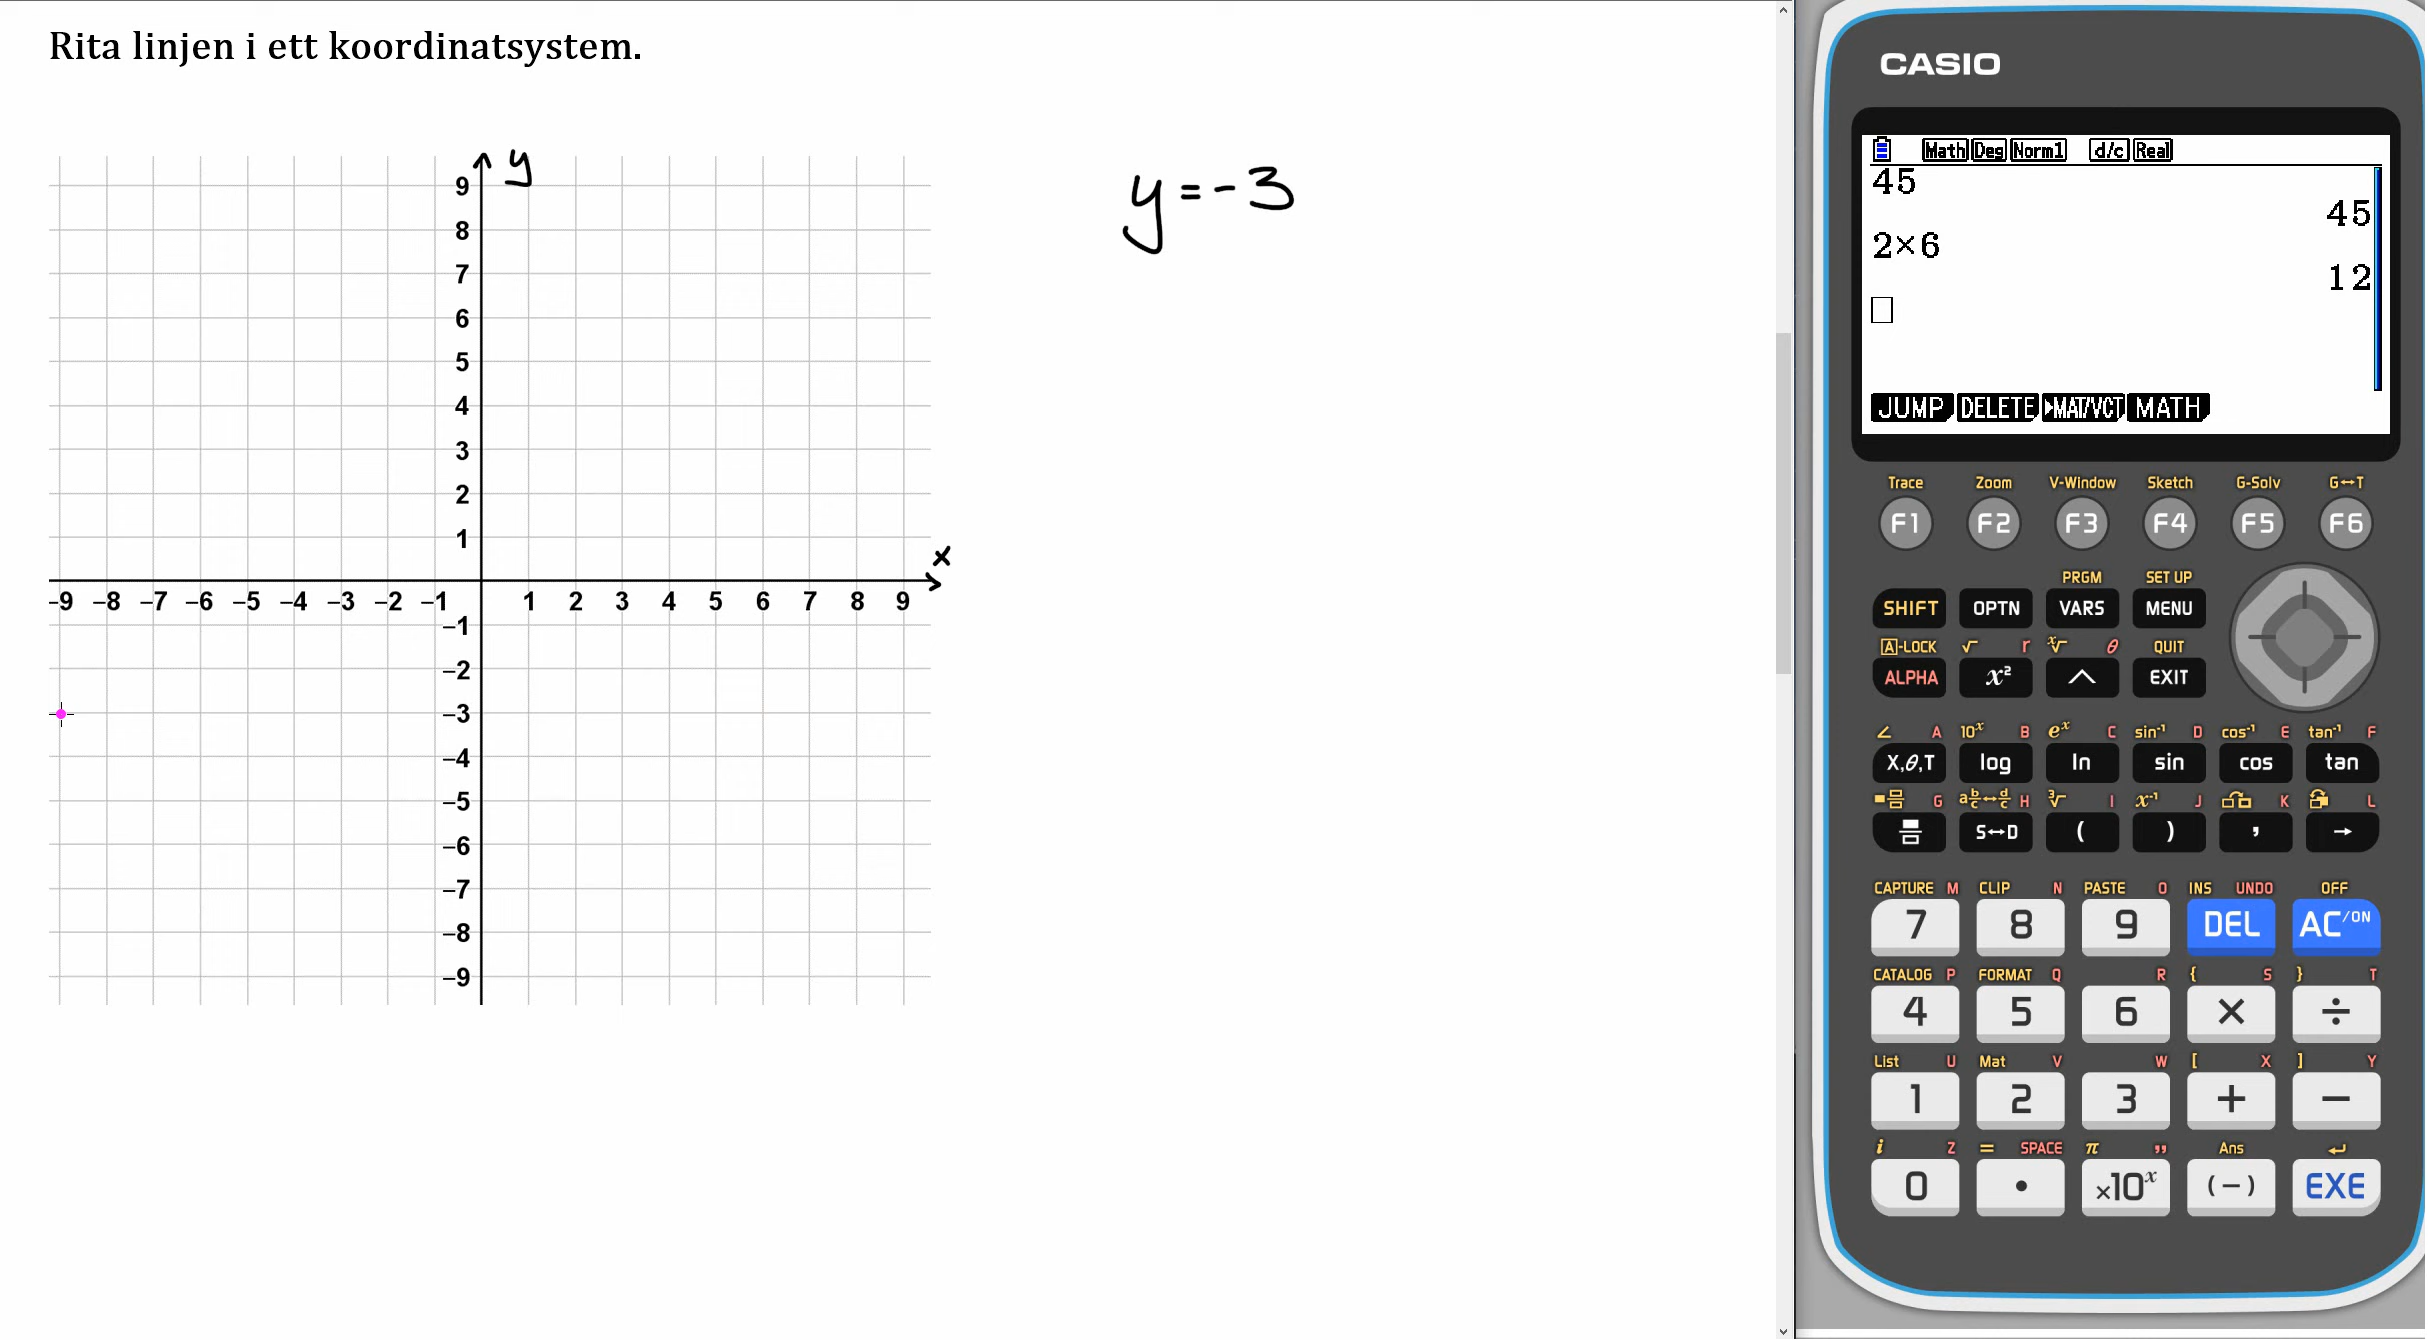 Rita linjen i ett koordinatsystem.
y
y = -3
9
8
7
6
5
4
3
2
1
x
-9 -8 -7 -6 -5 -4 -3 -2 -1 1 2 3 4 5 6 7 8 9
-1
-2
-3
-4
-5
-6
-7
-8
-9
CASIO
Math Deg Norm1 d/c Real
45
45
2×6
12
JUMP DELETE ►MAT/VCT MATH
Trace Zoom V-Window Sketch G-Solv G↔T
F1 F2 F3 F4 F5 F6
PRGM SET UP
SHIFT OPTN VARS MENU
A-LOCK √ r ˣ√ θ QUIT
ALPHA x² ^ EXIT
∠ A 10ˣ B eˣ C sin⁻¹ D cos⁻¹ E tan⁻¹ F
X,θ,T log ln sin cos tan
G a b/c↔d/c H ³√ I x⁻¹ J K L
S↔D ( ) , →
CAPTURE M CLIP N PASTE O INS UNDO OFF
7 8 9 DEL AC/ON
CATALOG P FORMAT Q R { S } T
4 5 6 × ÷
List U Mat V W [ X ] Y
1 2 3 + −
i Z = SPACE π " Ans ↵
0 • ×10ˣ (−) EXE